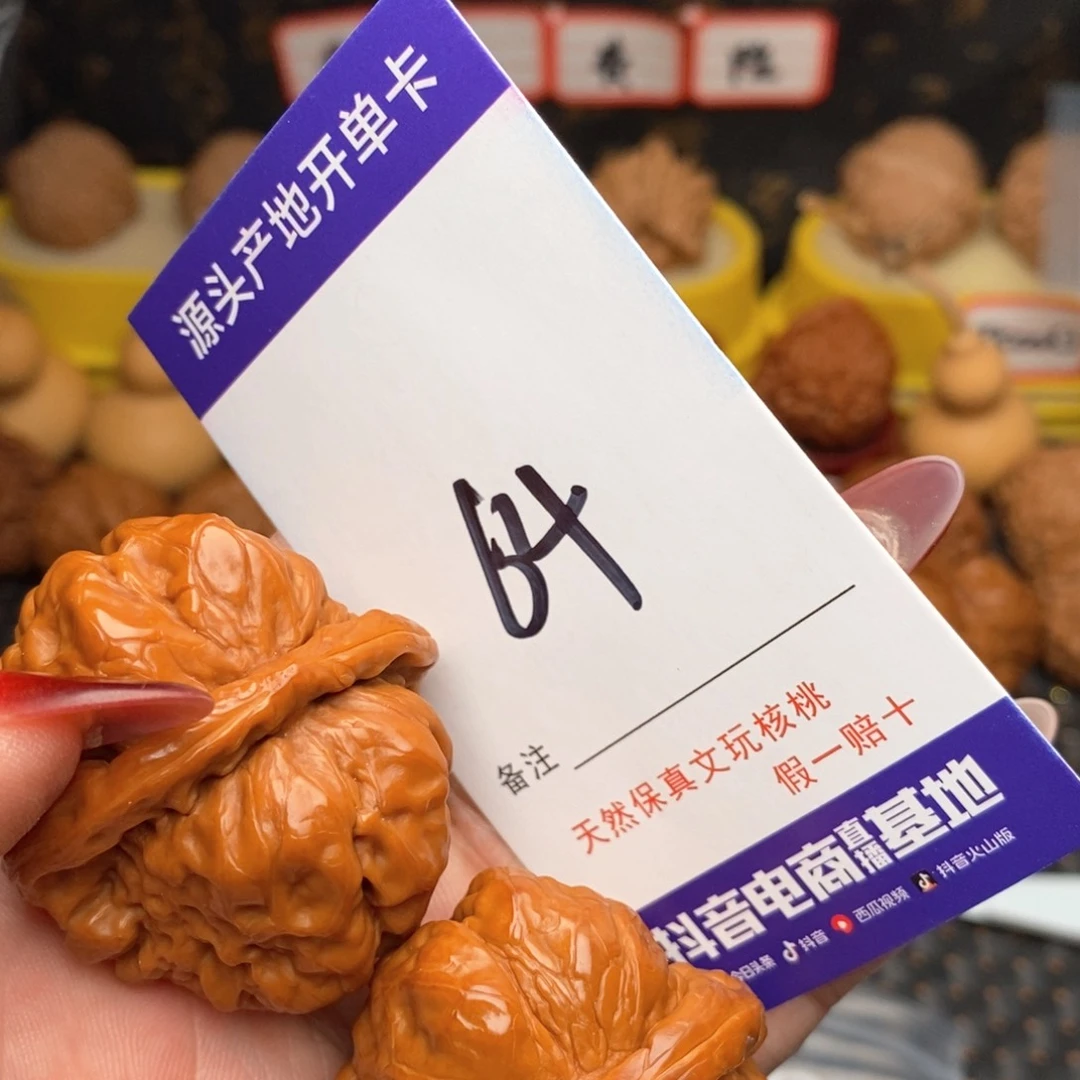 源头产地开单卡
64
备注
天然保真文玩核桃
假一赔十
抖音电商直播基地
今日头条 抖音 西瓜视频 抖音火山版